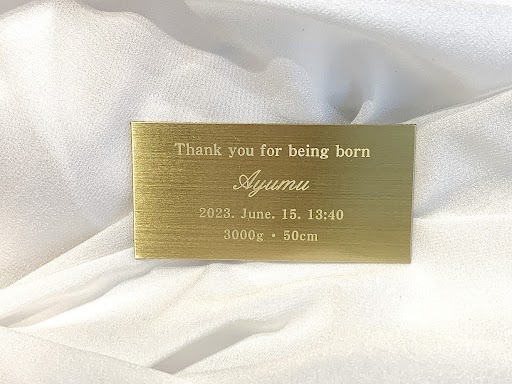 Thank you for being born
Ayumu
2023. June. 15. 13:40
3000g・50cm